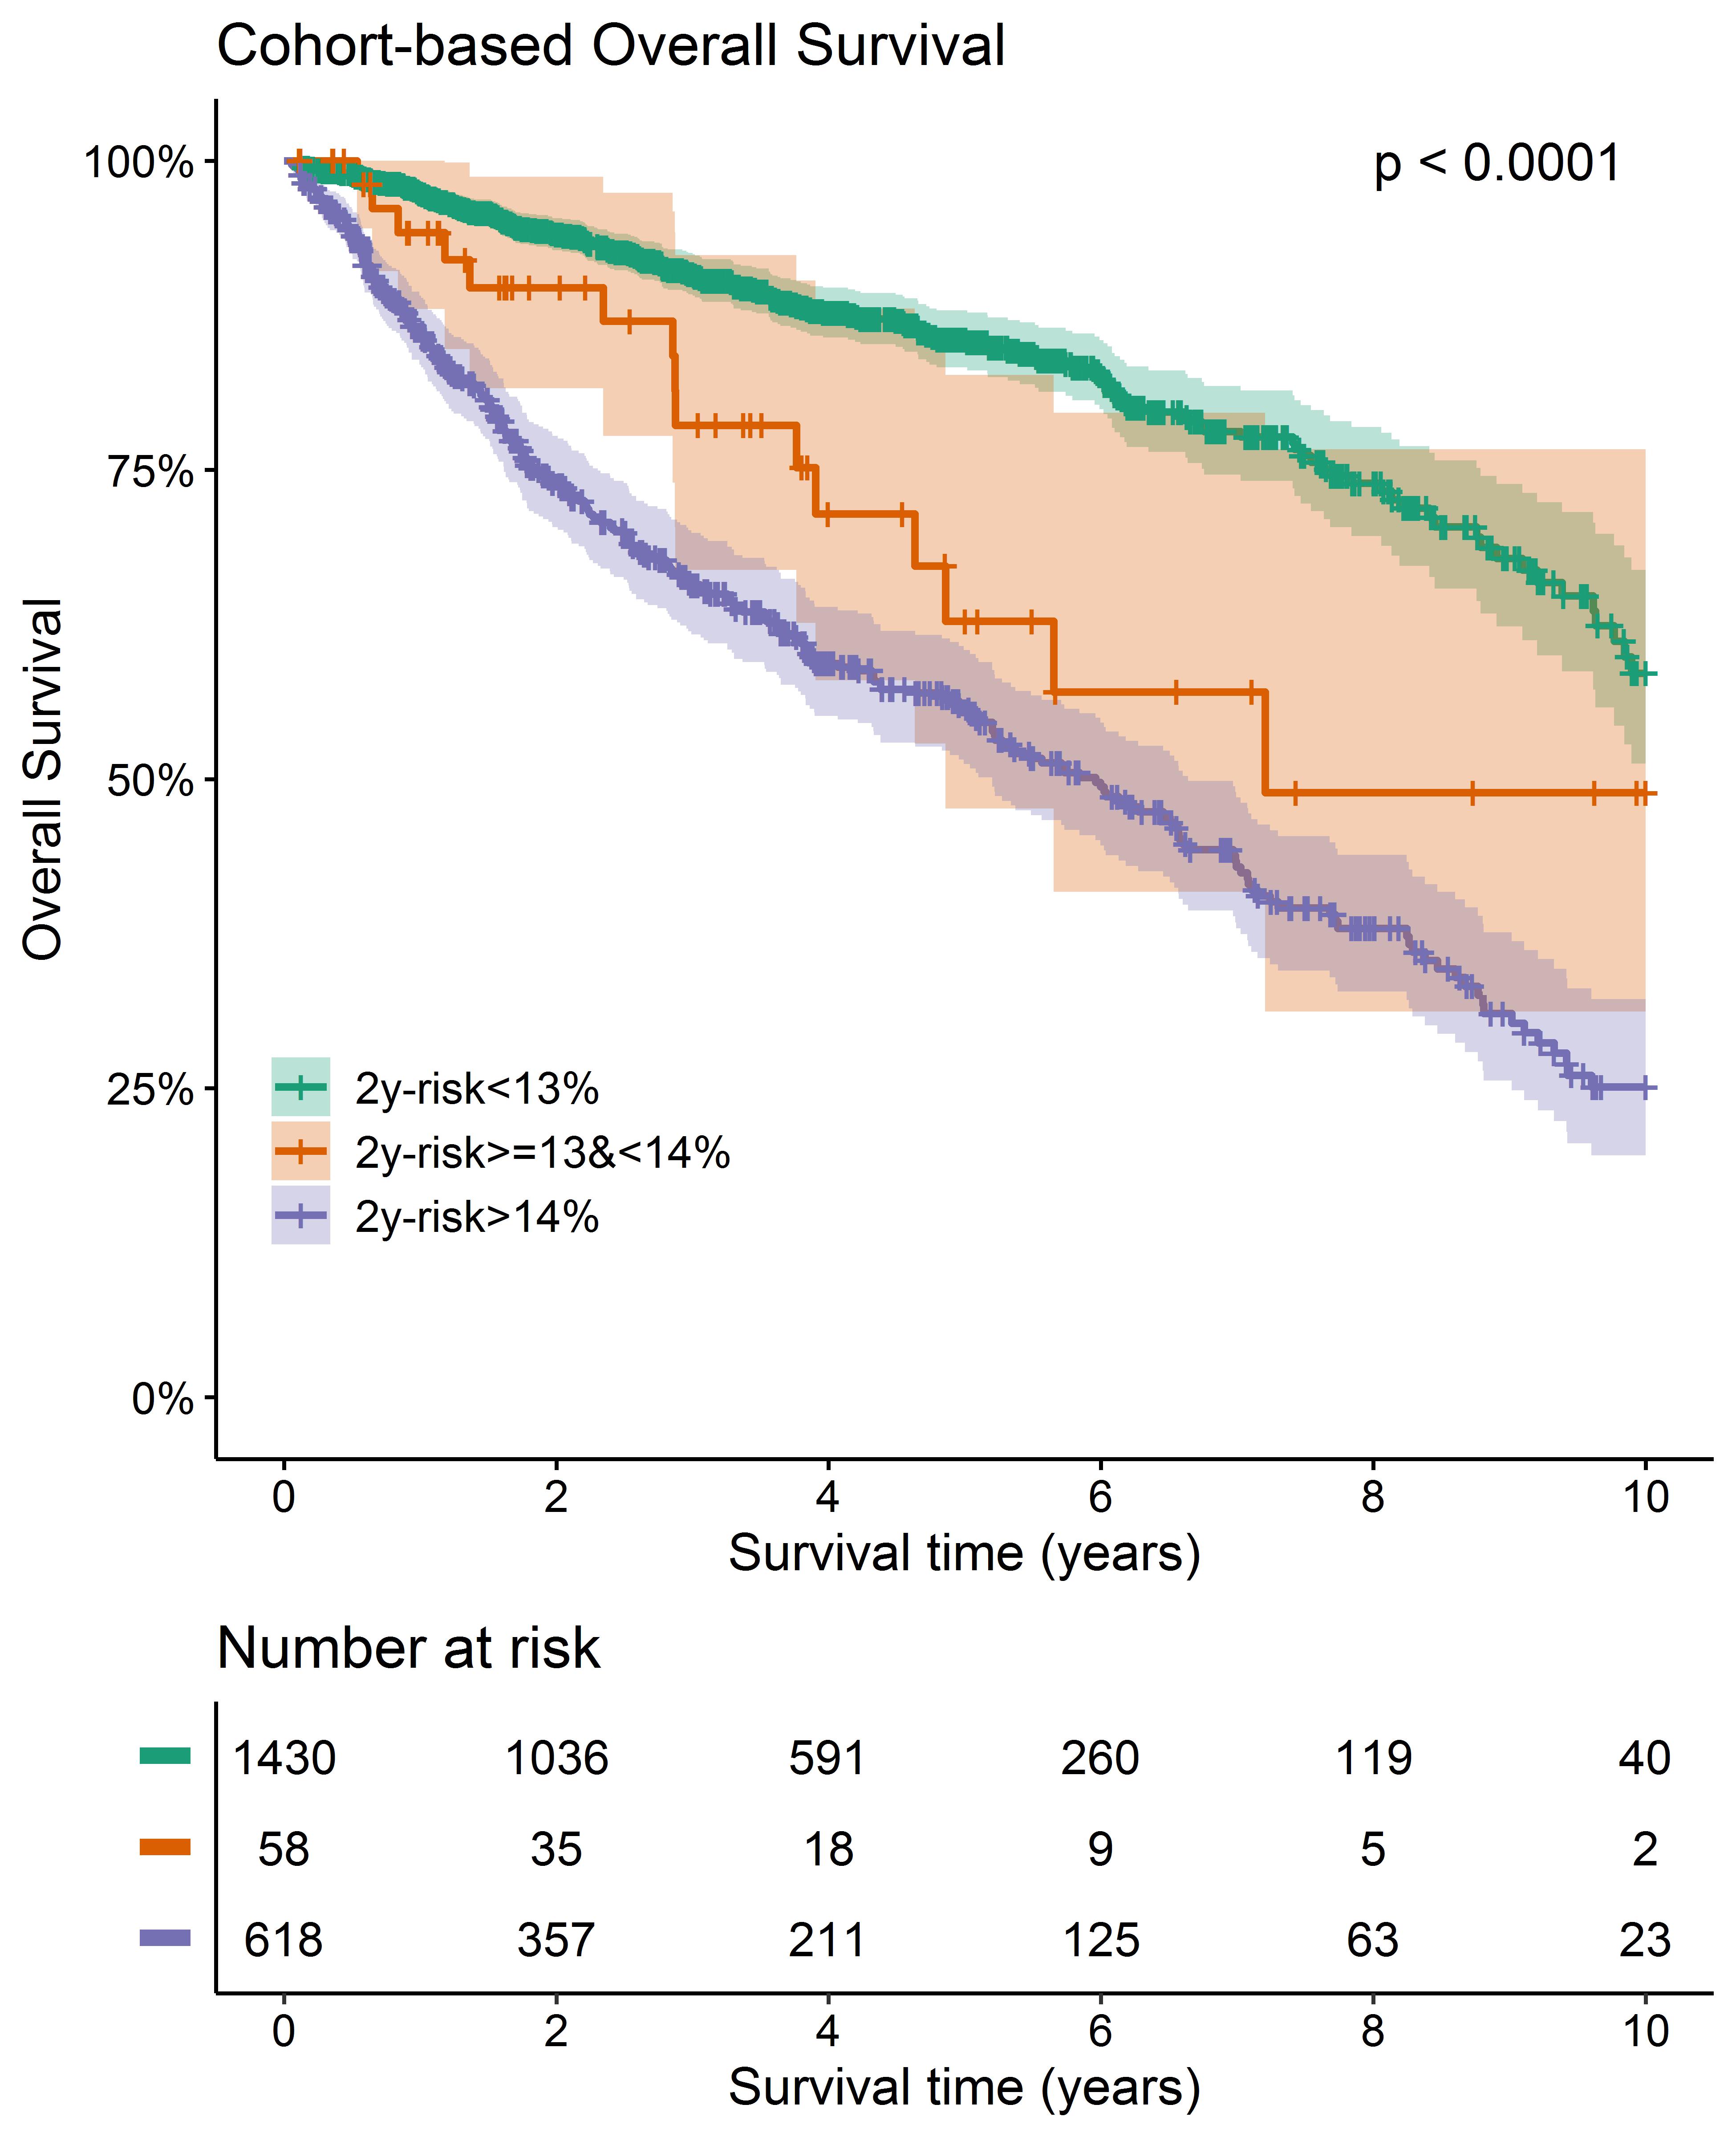 Cohort-based Overall Survival
p < 0.0001
100%
75%
50%
25%
0%
Overall Survival
2y-risk<13%
2y-risk>=13&<14%
2y-risk>14%
0 2 4 6 8 10
Survival time (years)
Number at risk
1430 1036 591 260 119 40
58 35 18 9 5 2
618 357 211 125 63 23
0 2 4 6 8 10
Survival time (years)